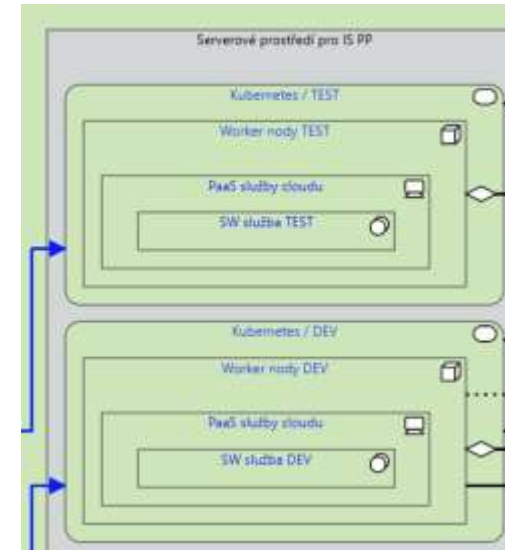 Serverové prostředí pro IS PP
Kubernetes / TEST
Worker nody TEST
PaaS služby cloudu
SW služba TEST
Kubernetes / DEV
Worker nody DEV
PaaS služby cloudu
SW služba DEV